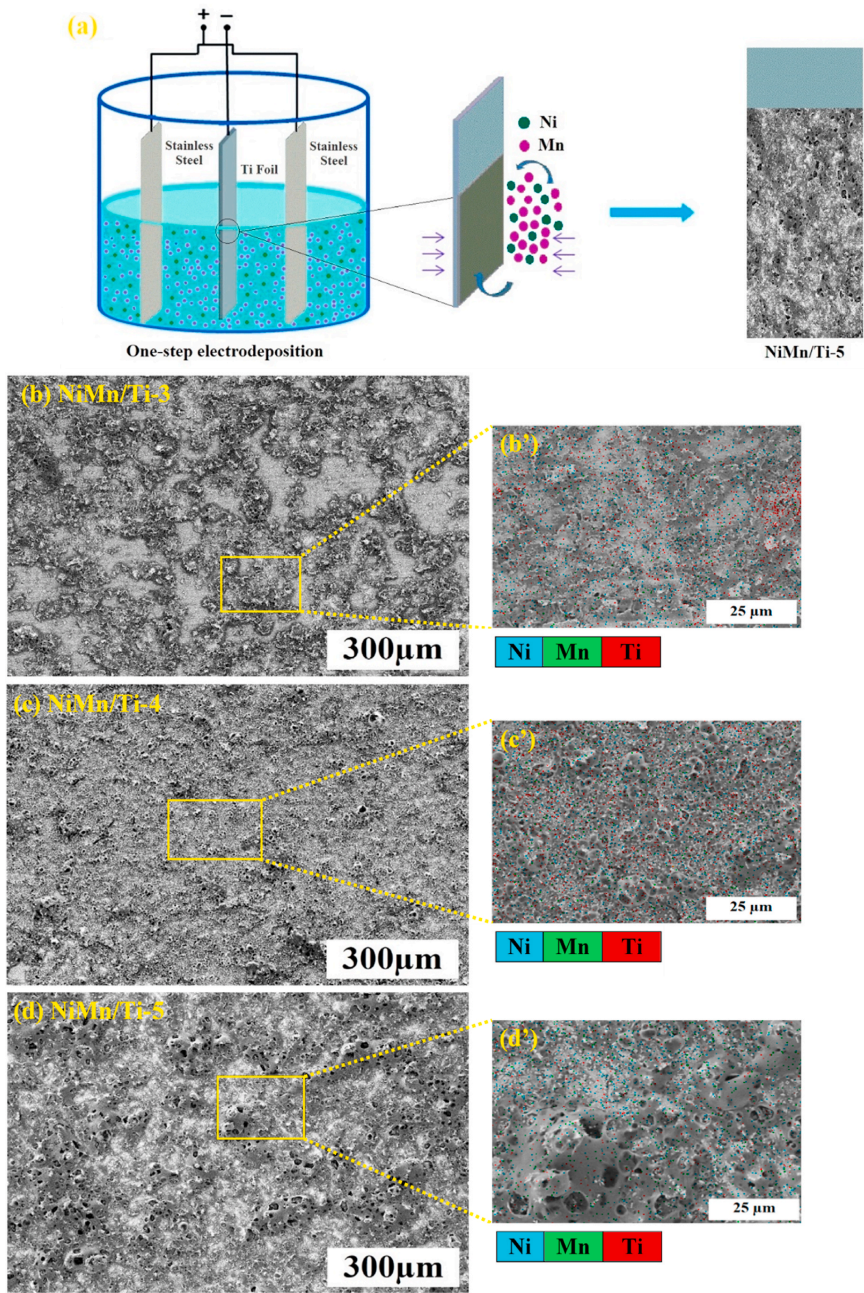 (a)
+ −
Stainless
Steel
Ti Foil
Stainless
Steel
Ni
Mn
One-step electrodeposition
NiMn/Ti-5
(b) NiMn/Ti-3
300µm
(b')
25 µm
Ni Mn Ti
(c) NiMn/Ti-4
300µm
(c')
25 µm
Ni Mn Ti
(d) NiMn/Ti-5
300µm
(d')
25 µm
Ni Mn Ti